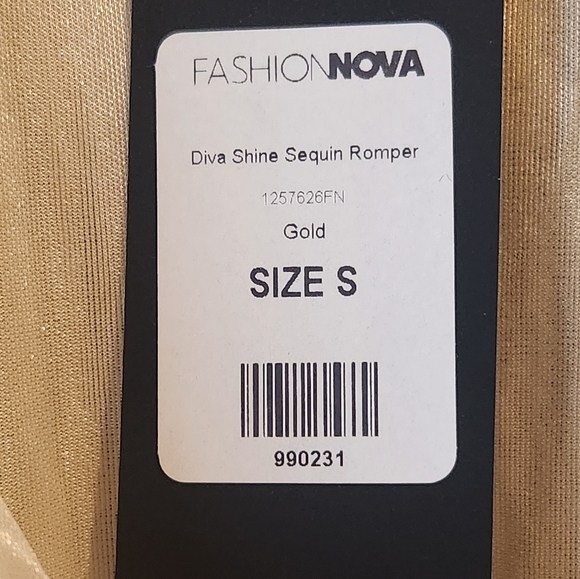 FASHIONNOVA
Diva Shine Sequin Romper
1257626FN
Gold
SIZE S
990231